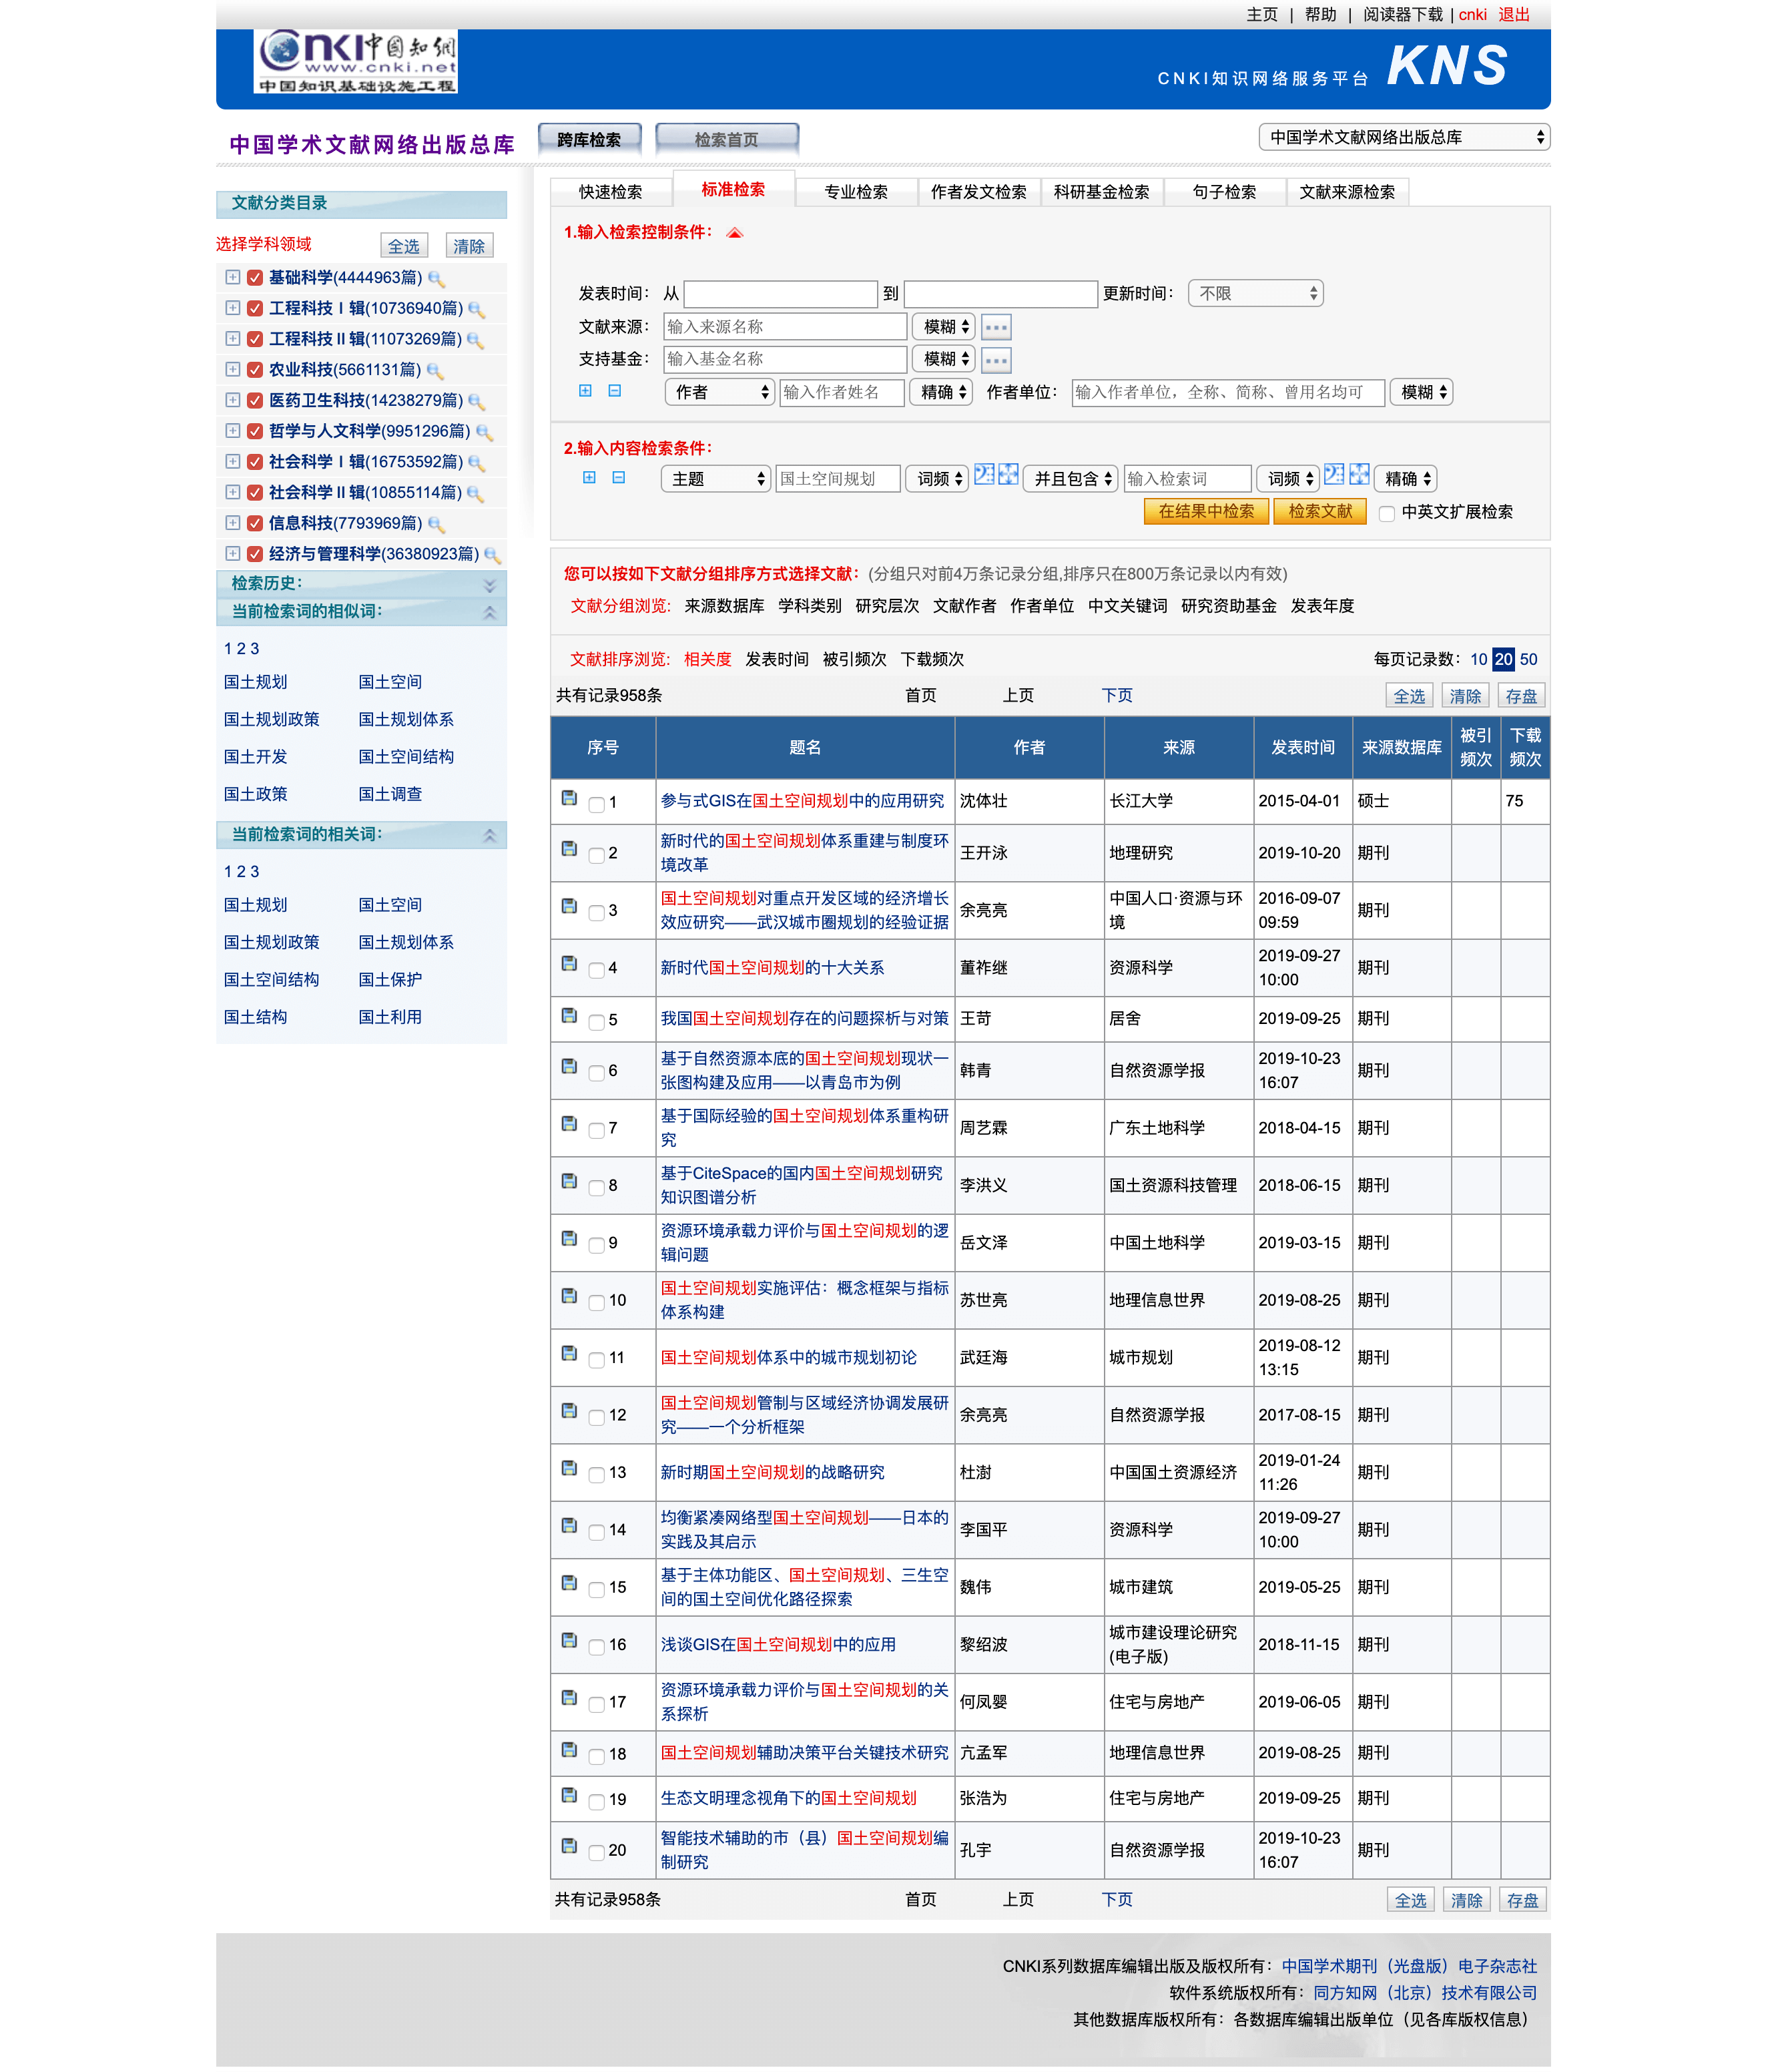 主页 | 帮助 | 阅读器下载 | cnki 退出
Cnki中国知网
www.cnki.net
中国知识基础设施工程
CNKI知识网络服务平台 KNS
中国学术文献网络出版总库 跨库检索 检索首页 中国学术文献网络出版总库
文献分类目录
选择学科领域 全选 清除
基础科学(4444963篇)
工程科技Ⅰ辑(10736940篇)
工程科技Ⅱ辑(11073269篇)
农业科技(5661131篇)
医药卫生科技(14238279篇)
哲学与人文科学(9951296篇)
社会科学Ⅰ辑(16753592篇)
社会科学Ⅱ辑(10855114篇)
信息科技(7793969篇)
经济与管理科学(36380923篇)
检索历史:
当前检索词的相似词:
1 2 3
国土规划 国土空间
国土规划政策 国土规划体系
国土开发 国土空间结构
国土政策 国土调查
当前检索词的相关词:
1 2 3
国土规划 国土空间
国土规划政策 国土规划体系
国土空间结构 国土保护
国土结构 国土利用
快速检索 标准检索 专业检索 作者发文检索 科研基金检索 句子检索 文献来源检索
1.输入检索控制条件:
发表时间: 从 到 更新时间: 不限
文献来源: 输入来源名称 模糊
支持基金: 输入基金名称 模糊
作者 输入作者姓名 精确 作者单位: 输入作者单位，全称、简称、曾用名均可 模糊
2.输入内容检索条件:
主题 国土空间规划 词频 并且包含 输入检索词 词频 精确
在结果中检索 检索文献 中英文扩展检索
您可以按如下文献分组排序方式选择文献: (分组只对前4万条记录分组,排序只在800万条记录以内有效)
文献分组浏览: 来源数据库 学科类别 研究层次 文献作者 作者单位 中文关键词 研究资助基金 发表年度
文献排序浏览: 相关度 发表时间 被引频次 下载频次 每页记录数: 10 20 50
共有记录958条 首页 上页 下页 全选 清除 存盘
序号 题名 作者 来源 发表时间 来源数据库 被引频次 下载频次
1 参与式GIS在国土空间规划中的应用研究 沈体壮 长江大学 2015-04-01 硕士 75
2 新时代的国土空间规划体系重建与制度环境改革 王开泳 地理研究 2019-10-20 期刊
3 国土空间规划对重点开发区域的经济增长效应研究——武汉城市圈规划的经验证据 余亮亮 中国人口·资源与环境 2016-09-07 09:59 期刊
4 新时代国土空间规划的十大关系 董祚继 资源科学 2019-09-27 10:00 期刊
5 我国国土空间规划存在的问题探析与对策 王苛 居舍 2019-09-25 期刊
6 基于自然资源本底的国土空间规划现状一张图构建及应用——以青岛市为例 韩青 自然资源学报 2019-10-23 16:07 期刊
7 基于国际经验的国土空间规划体系重构研究 周艺霖 广东土地科学 2018-04-15 期刊
8 基于CiteSpace的国内国土空间规划研究知识图谱分析 李洪义 国土资源科技管理 2018-06-15 期刊
9 资源环境承载力评价与国土空间规划的逻辑问题 岳文泽 中国土地科学 2019-03-15 期刊
10 国土空间规划实施评估：概念框架与指标体系构建 苏世亮 地理信息世界 2019-08-25 期刊
11 国土空间规划体系中的城市规划初论 武廷海 城市规划 2019-08-12 13:15 期刊
12 国土空间规划管制与区域经济协调发展研究——一个分析框架 余亮亮 自然资源学报 2017-08-15 期刊
13 新时期国土空间规划的战略研究 杜澍 中国国土资源经济 2019-01-24 11:26 期刊
14 均衡紧凑网络型国土空间规划——日本的实践及其启示 李国平 资源科学 2019-09-27 10:00 期刊
15 基于主体功能区、国土空间规划、三生空间的国土空间优化路径探索 魏伟 城市建筑 2019-05-25 期刊
16 浅谈GIS在国土空间规划中的应用 黎绍波 城市建设理论研究(电子版) 2018-11-15 期刊
17 资源环境承载力评价与国土空间规划的关系探析 何凤婴 住宅与房地产 2019-06-05 期刊
18 国土空间规划辅助决策平台关键技术研究 亢孟军 地理信息世界 2019-08-25 期刊
19 生态文明理念视角下的国土空间规划 张浩为 住宅与房地产 2019-09-25 期刊
20 智能技术辅助的市（县）国土空间规划编制研究 孔宇 自然资源学报 2019-10-23 16:07 期刊
共有记录958条 首页 上页 下页 全选 清除 存盘
CNKI系列数据库编辑出版及版权所有：中国学术期刊（光盘版）电子杂志社
软件系统版权所有：同方知网（北京）技术有限公司
其他数据库版权所有：各数据库编辑出版单位（见各库版权信息）